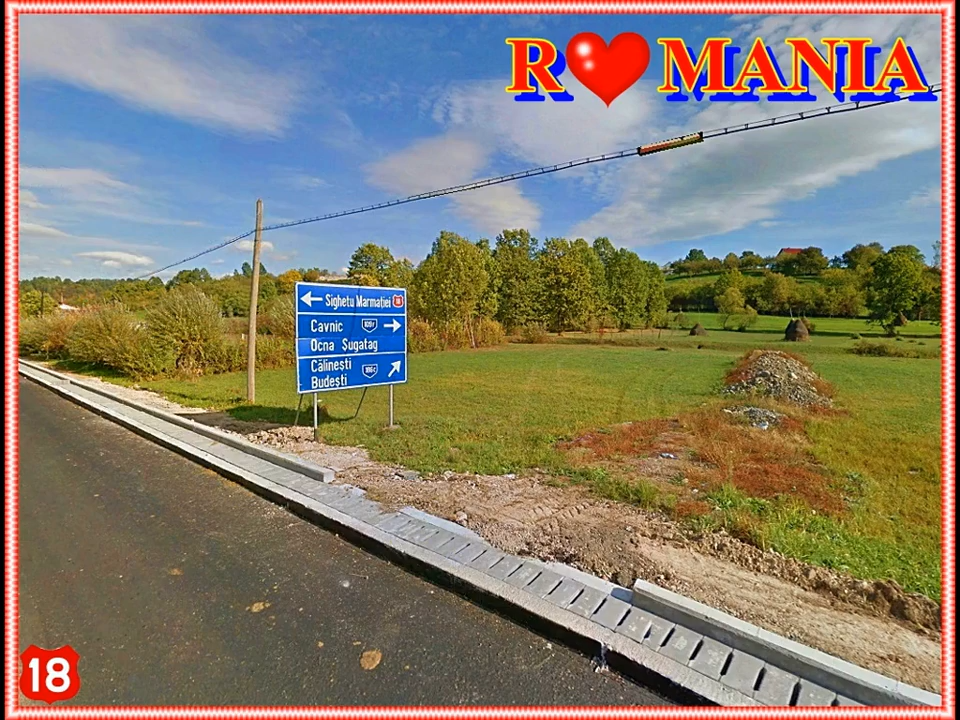 R❤MANIA
Sighetu Marmației 18
Cavnic 109F
Ocna Șugatag
Călinești 186C
Budești
18